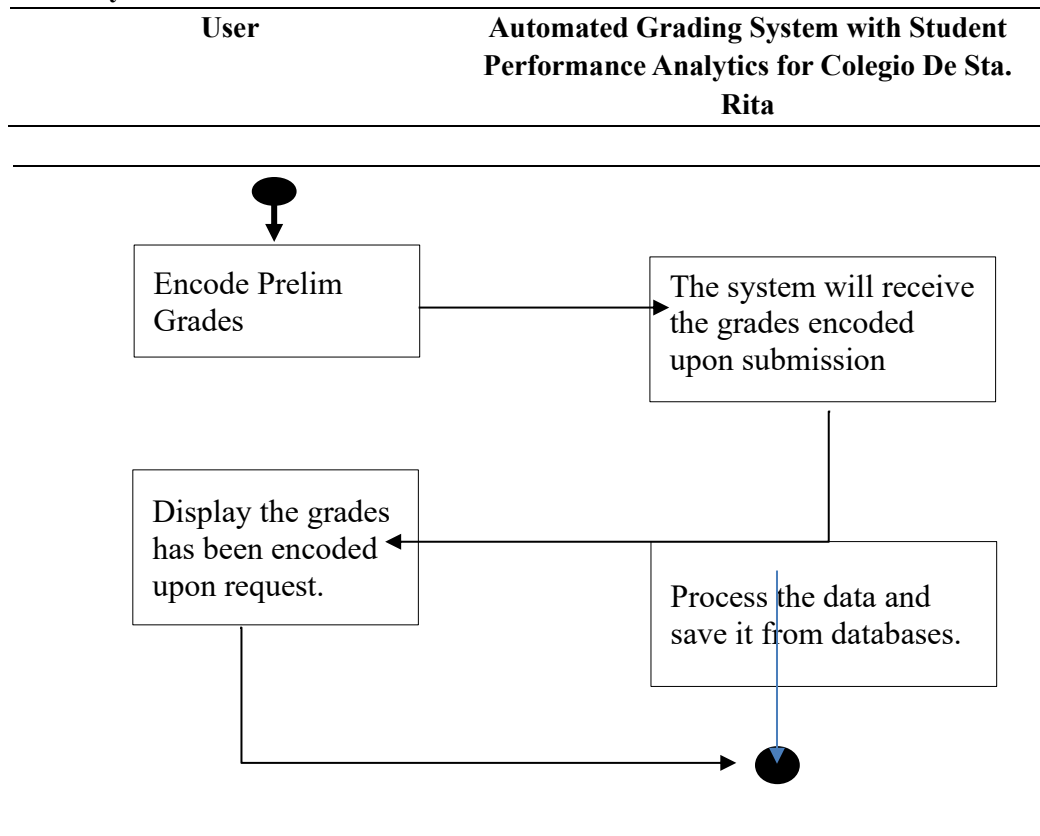 User
Automated Grading System with Student
Performance Analytics for Colegio De Sta.
Rita
Encode Prelim
Grades
The system will receive
the grades encoded
upon submission
Display the grades
has been encoded
upon request.
Process the data and
save it from databases.